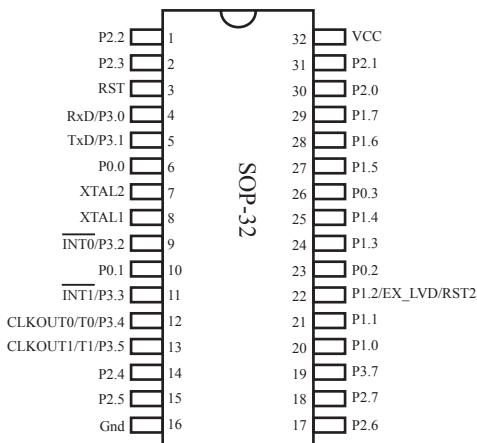 P2.2 1 32 VCC
P2.3 2 31 P2.1
RST 3 30 P2.0
RxD/P3.0 4 29 P1.7
TxD/P3.1 5 28 P1.6
P0.0 6 27 P1.5
XTAL2 7 26 P0.3
XTAL1 8 25 P1.4
INT0/P3.2 9 24 P1.3
P0.1 10 23 P0.2
INT1/P3.3 11 22 P1.2/EX_LVD/RST2
CLKOUT0/T0/P3.4 12 21 P1.1
CLKOUT1/T1/P3.5 13 20 P1.0
P2.4 14 19 P3.7
P2.5 15 18 P2.7
Gnd 16 17 P2.6
SOP-32